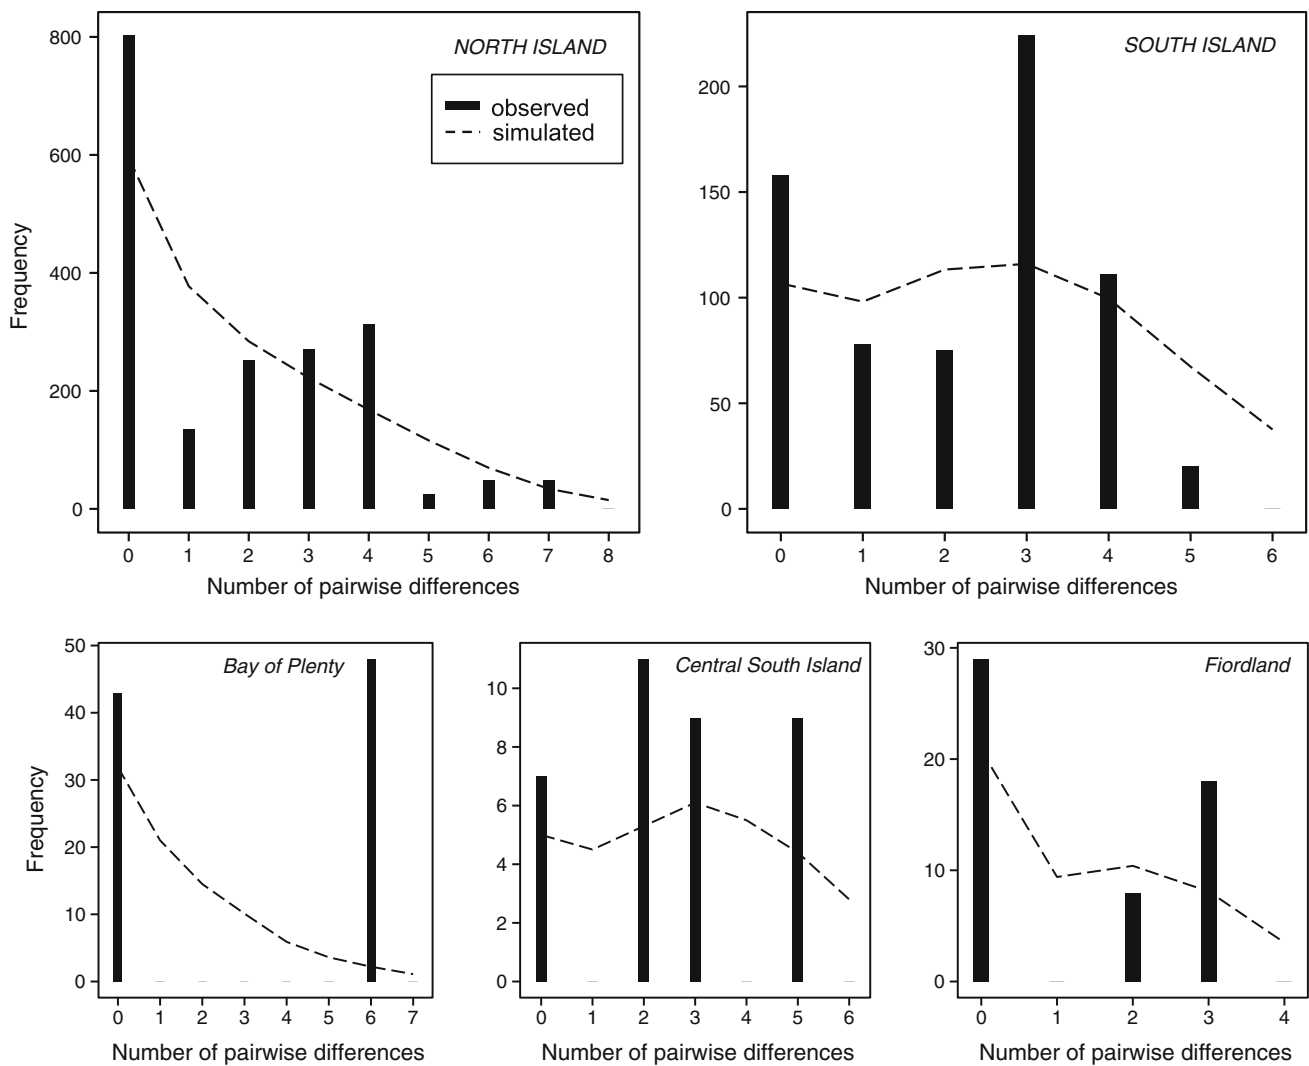 NORTH ISLAND
observed
simulated
Frequency
800
600
400
200
0
0 1 2 3 4 5 6 7 8
Number of pairwise differences
SOUTH ISLAND
200
150
100
50
0
0 1 2 3 4 5 6
Number of pairwise differences
Bay of Plenty
Frequency
50
40
30
20
10
0
0 1 2 3 4 5 6 7
Number of pairwise differences
Central South Island
10
8
6
4
2
0
0 1 2 3 4 5 6
Number of pairwise differences
Fiordland
30
20
10
0
0 1 2 3 4
Number of pairwise differences